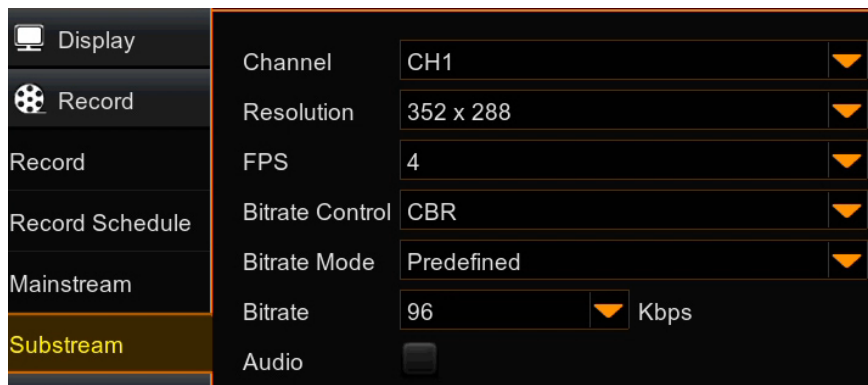 Display
Record
Record
Record Schedule
Mainstream
Substream
Channel CH1
Resolution 352 x 288
FPS 4
Bitrate Control CBR
Bitrate Mode Predefined
Bitrate 96 Kbps
Audio